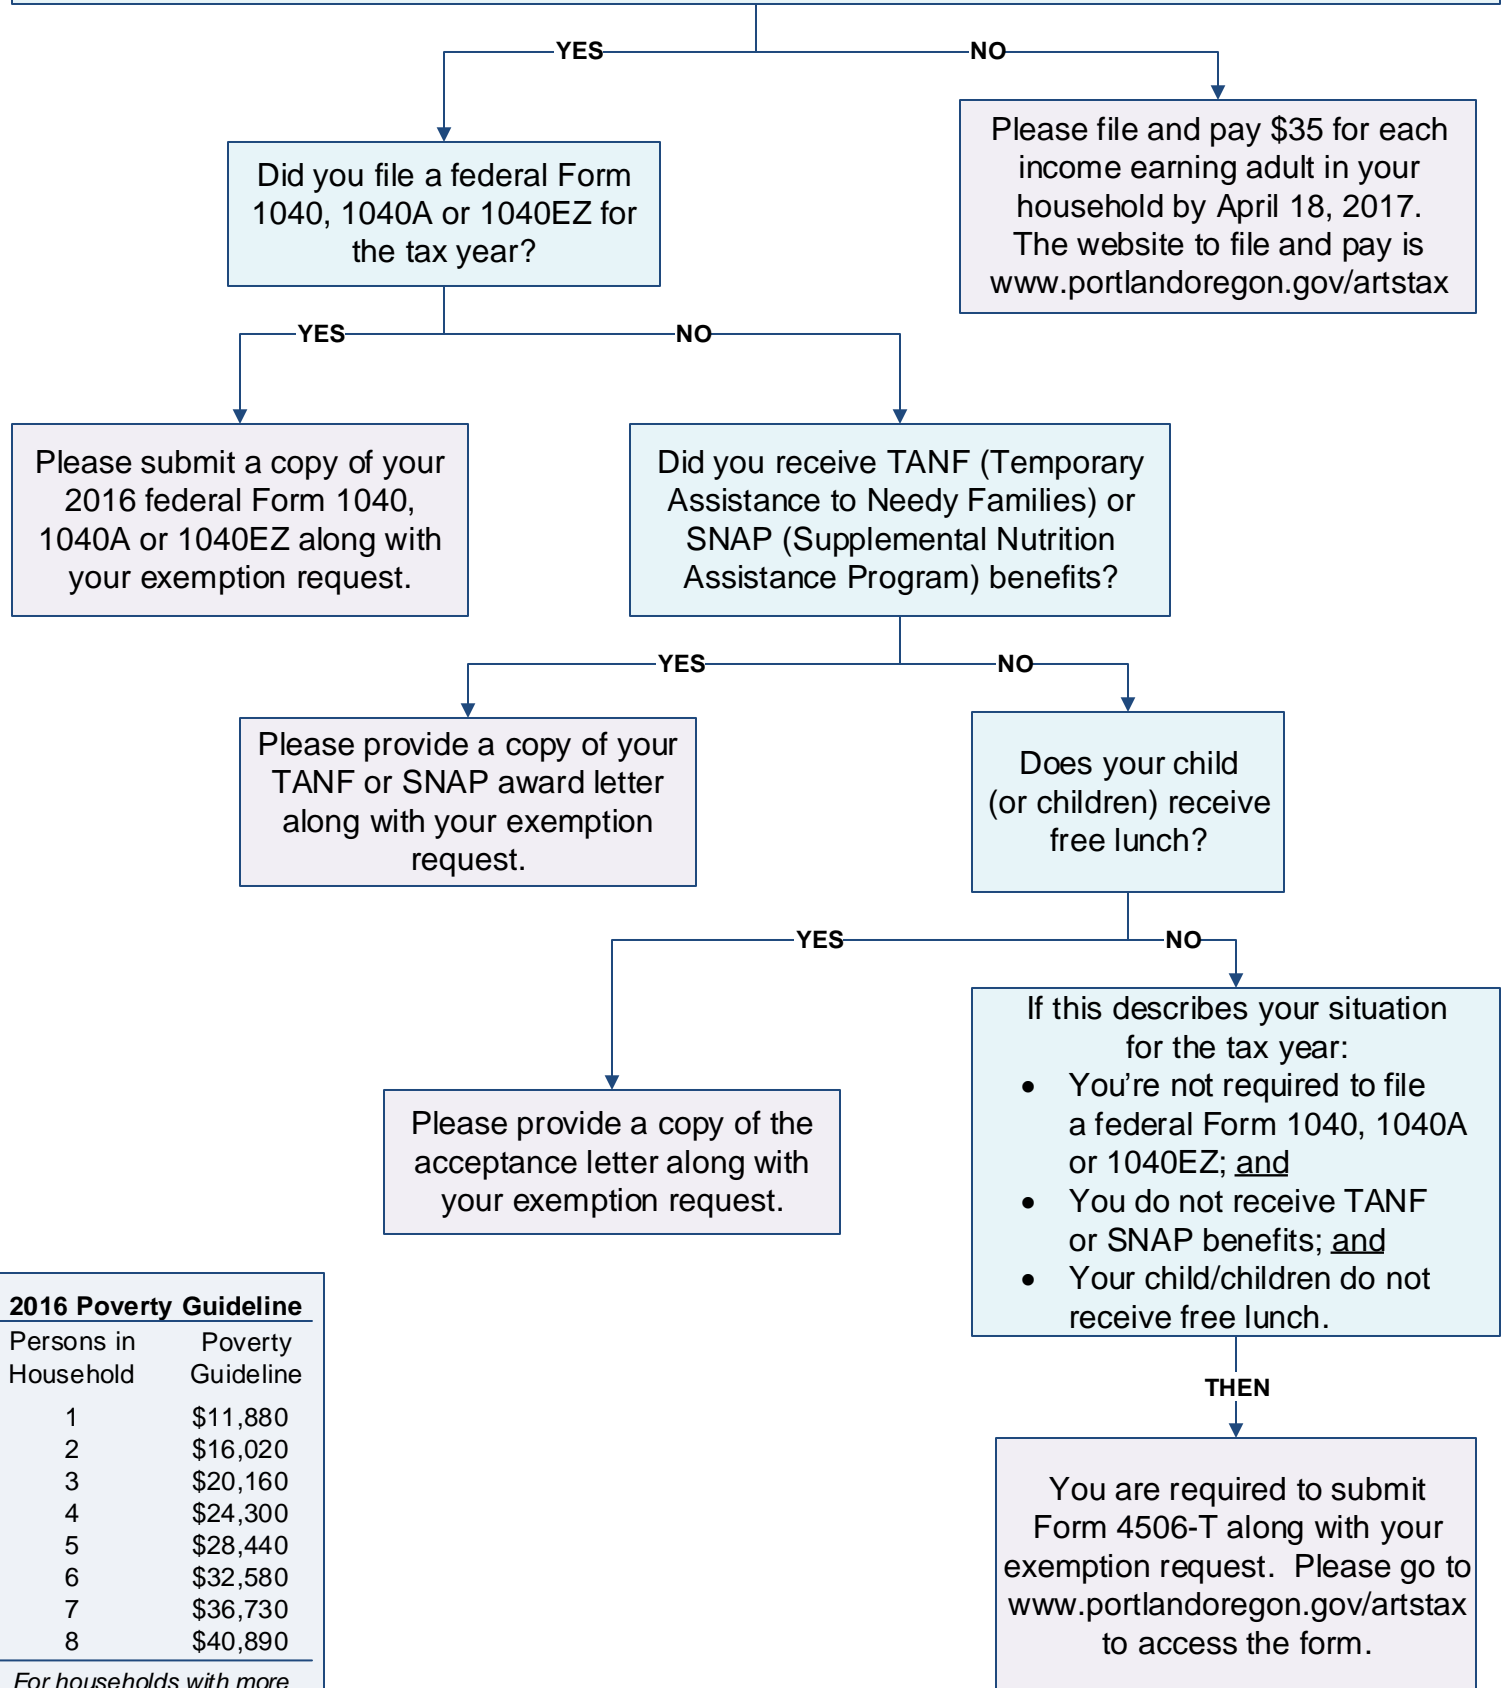 YES
NO
Please file and pay $35 for each
income earning adult in your
household by April 18, 2017.
The website to file and pay is
www.portlandoregon.gov/artstax
Did you file a federal Form
1040, 1040A or 1040EZ for
the tax year?
YES
NO
Please submit a copy of your
2016 federal Form 1040,
1040A or 1040EZ along with
your exemption request.
Did you receive TANF (Temporary
Assistance to Needy Families) or
SNAP (Supplemental Nutrition
Assistance Program) benefits?
YES
NO
Please provide a copy of your
TANF or SNAP award letter
along with your exemption
request.
Does your child
(or children) receive
free lunch?
YES
NO
Please provide a copy of the
acceptance letter along with
your exemption request.
If this describes your situation
for the tax year:
• You’re not required to file
a federal Form 1040, 1040A
or 1040EZ; and
• You do not receive TANF
or SNAP benefits; and
• Your child/children do not
receive free lunch.
THEN
You are required to submit
Form 4506-T along with your
exemption request.  Please go to
www.portlandoregon.gov/artstax
to access the form.
2016 Poverty Guideline
Persons in Poverty
Household Guideline
1 $11,880
2 $16,020
3 $20,160
4 $24,300
5 $28,440
6 $32,580
7 $36,730
8 $40,890
For households with more